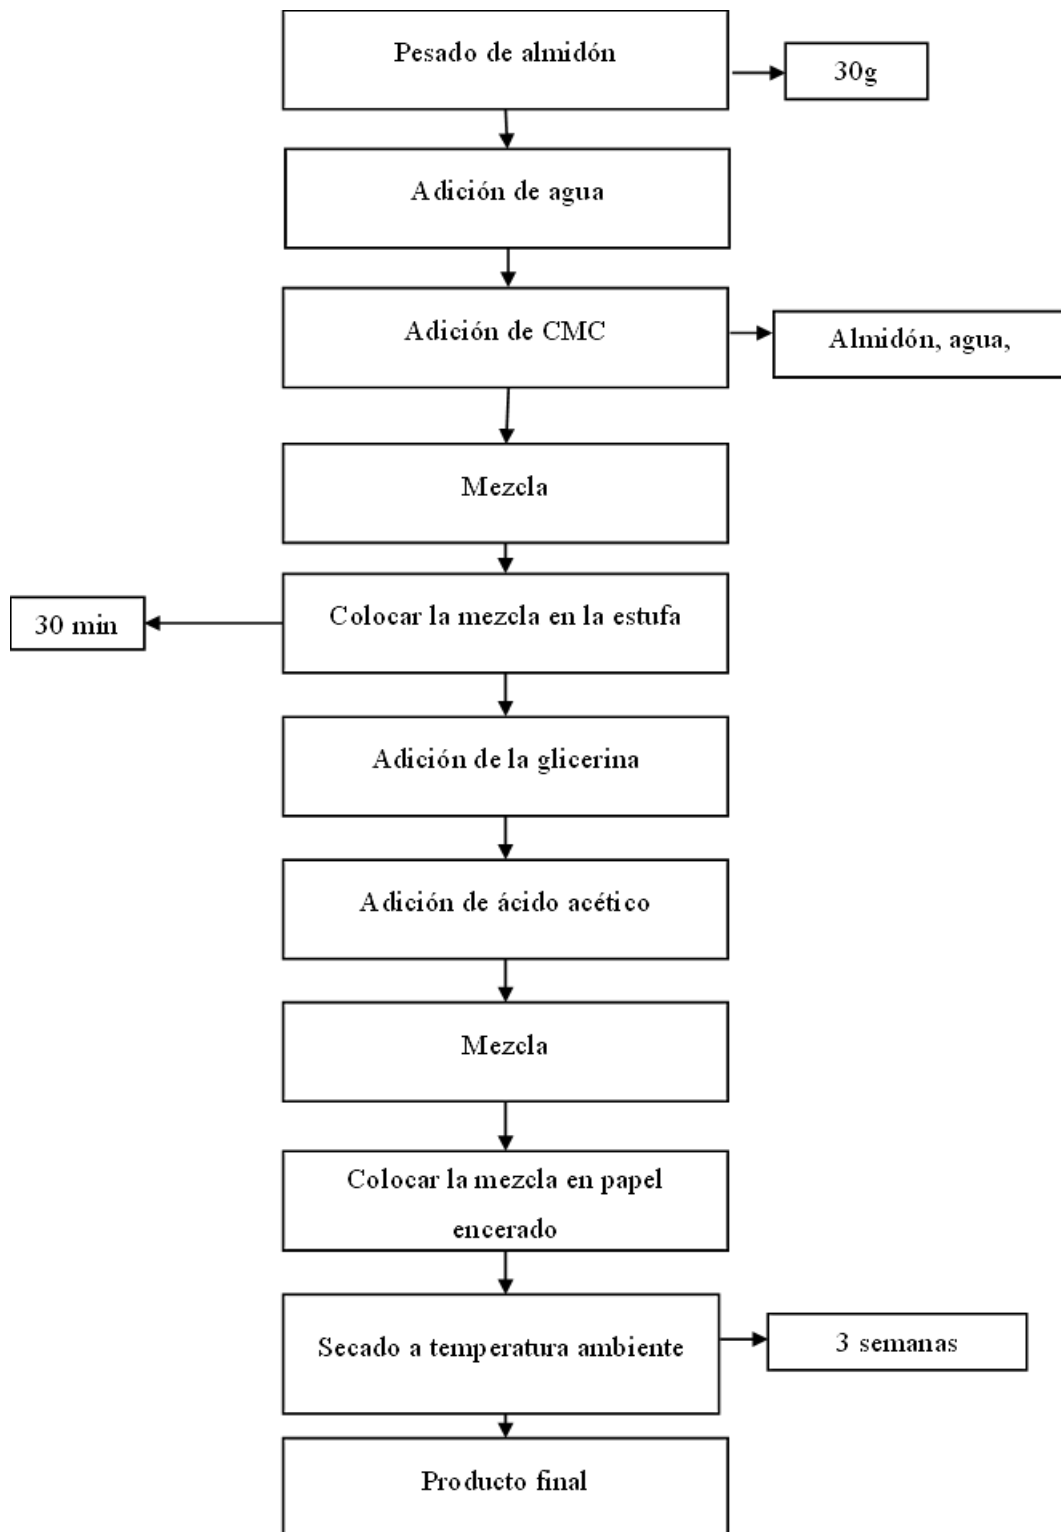 Pesado de almidón
30g
Adición de agua
Adición de CMC
Almidón, agua,
Mezcla
Colocar la mezcla en la estufa
30 min
Adición de la glicerina
Adición de ácido acético
Mezcla
Colocar la mezcla en papel
encerado
Secado a temperatura ambiente
3 semanas
Producto final